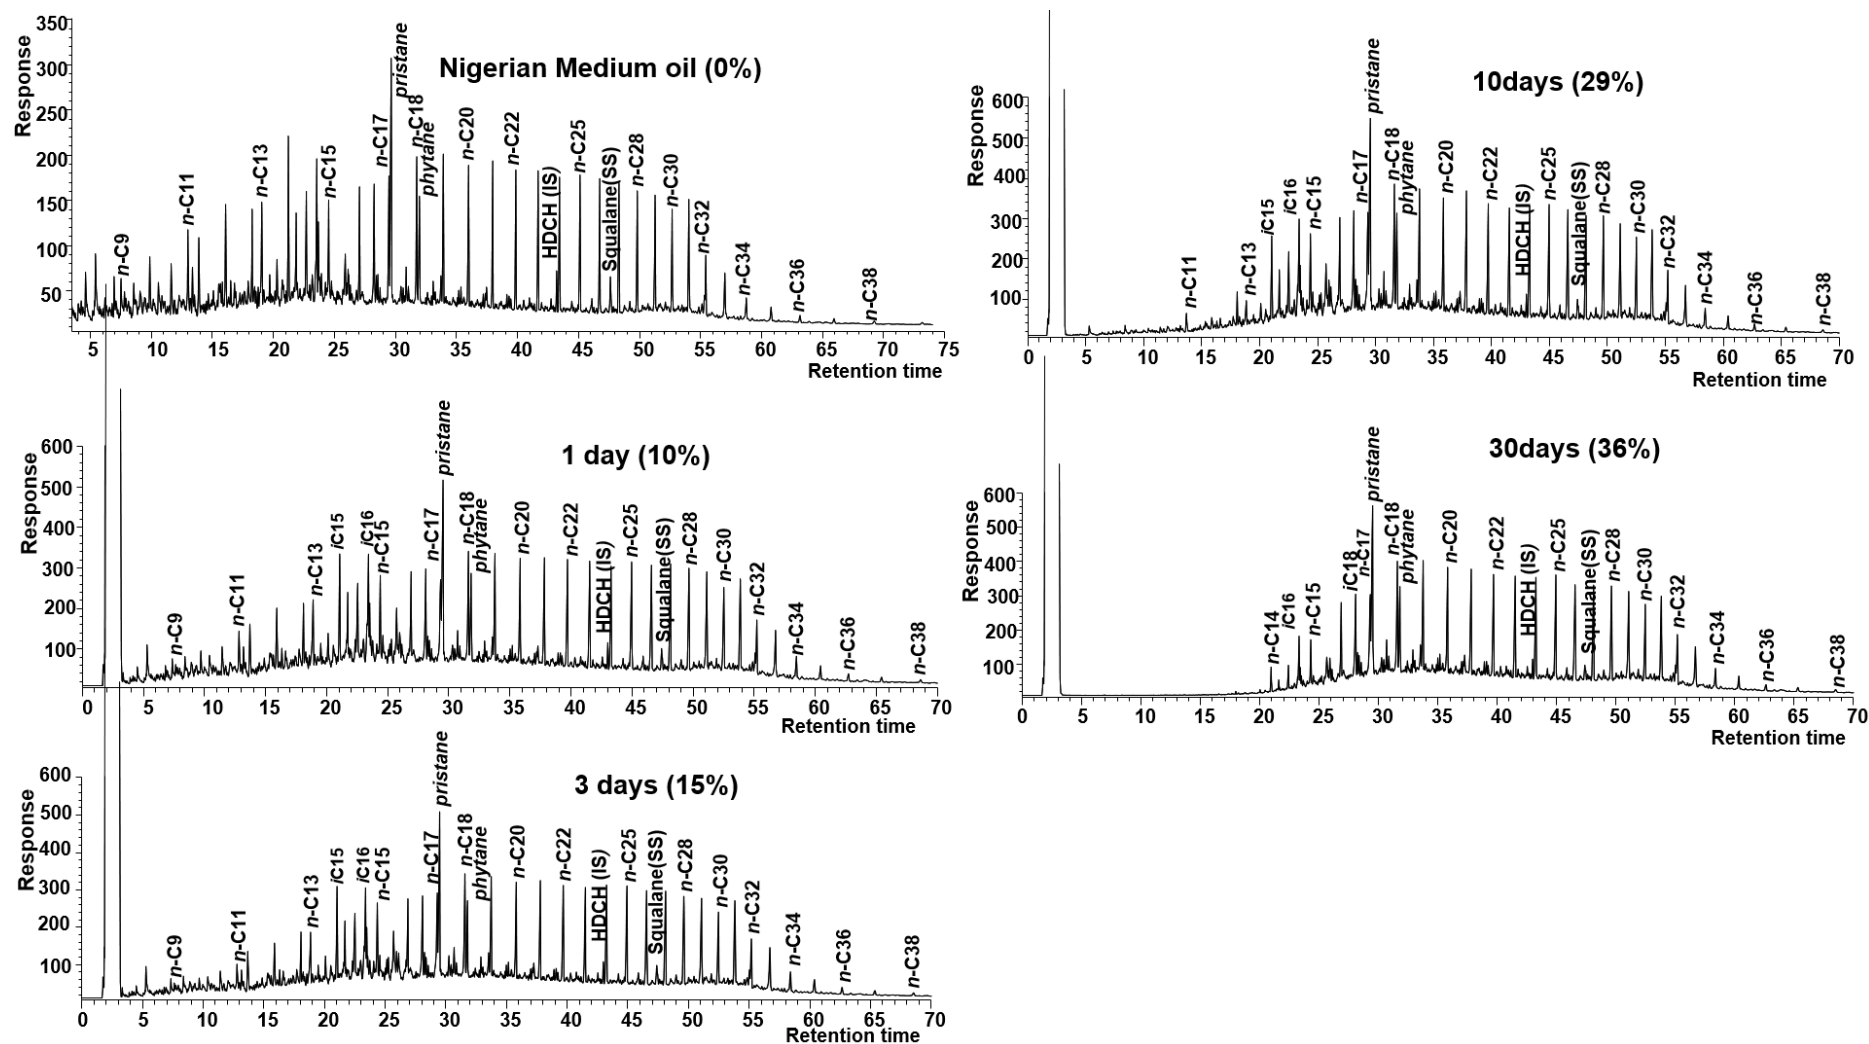 Nigerian Medium oil (0%)
Response
350
300
250
200
150
100
50
n-C9
n-C11
n-C13
n-C15
n-C17
pristane
n-C18
phytane
n-C20
n-C22
HDCH (IS)
n-C25
Squalane(SS)
n-C28
n-C30
n-C32
n-C34
n-C36
n-C38
5 10 15 20 25 30 35 40 45 50 55 60 65 70 75
Retention time
1 day (10%)
Response
600
500
400
300
200
100
n-C9
n-C11
n-C13
iC15
iC16
n-C15
n-C17
pristane
n-C18
phytane
n-C20
n-C22
HDCH (IS)
n-C25
Squalane(SS)
n-C28
n-C30
n-C32
n-C34
n-C36
n-C38
0 5 10 15 20 25 30 35 40 45 50 55 60 65 70
Retention time
3 days (15%)
Response
600
500
400
300
200
100
n-C9
n-C11
n-C13
iC15
iC16
n-C15
n-C17
pristane
n-C18
phytane
n-C20
n-C22
HDCH (IS)
n-C25
Squalane(SS)
n-C28
n-C30
n-C32
n-C34
n-C36
n-C38
0 5 10 15 20 25 30 35 40 45 50 55 60 65 70
Retention time
10days (29%)
Response
600
500
400
300
200
100
n-C11
n-C13
iC15
iC16
n-C15
n-C17
pristane
n-C18
phytane
n-C20
n-C22
HDCH (IS)
n-C25
Squalane(SS)
n-C28
n-C30
n-C32
n-C34
n-C36
n-C38
0 5 10 15 20 25 30 35 40 45 50 55 60 65 70
Retention time
30days (36%)
Response
600
500
400
300
200
100
n-C14
iC16
n-C15
iC18
n-C17
pristane
n-C18
phytane
n-C20
n-C22
HDCH (IS)
n-C25
Squalane(SS)
n-C28
n-C30
n-C32
n-C34
n-C36
n-C38
0 5 10 15 20 25 30 35 40 45 50 55 60 65 70
Retention time